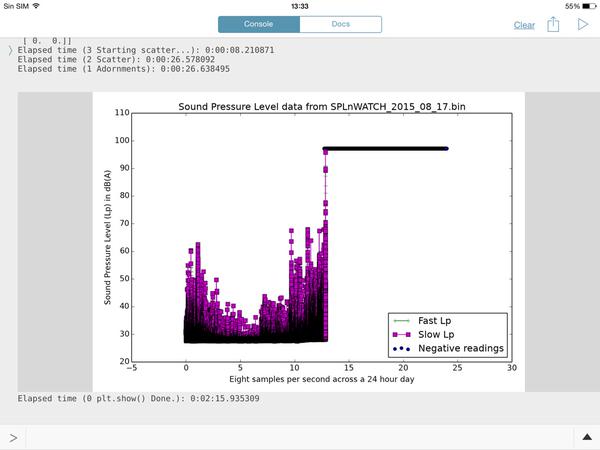 Sin SIM
13:33
55%
Console
Docs
Clear
[ 0. 0.]]
Elapsed time (3 Starting scatter...): 0:00:08.210871
Elapsed time (2 Scatter): 0:00:26.578092
Elapsed time (1 Adornments): 0:00:26.638495
Sound Pressure Level data from SPLnWATCH_2015_08_17.bin
Sound Pressure Level (Lp) in dB(A)
110
100
90
80
70
60
50
40
30
20
−5
0
5
10
15
20
25
30
Fast Lp
Slow Lp
Negative readings
Eight samples per second across a 24 hour day
Elapsed time (0 plt.show() Done.): 0:02:15.935309
>